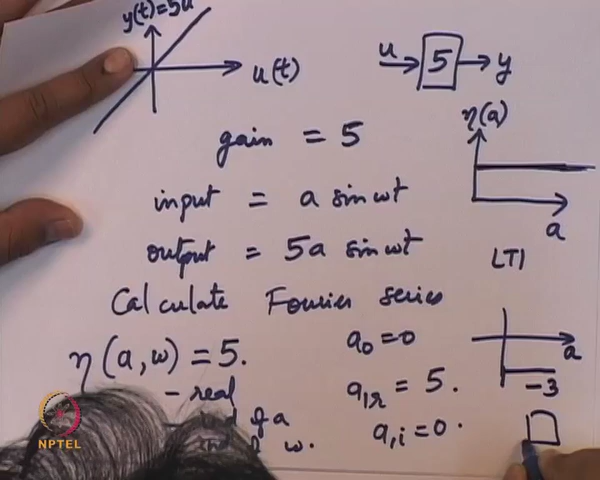 y(t)=5u
u(t)
u 5 y
gain = 5
η(a)
a
input = a sin ωt
output = 5a sin ωt
LTI
Calculate Fourier series
η(a,ω) = 5.
a0 = 0
a
- real
a1r = 5.
-3
of a
a1i = 0.
ω.
NPTEL